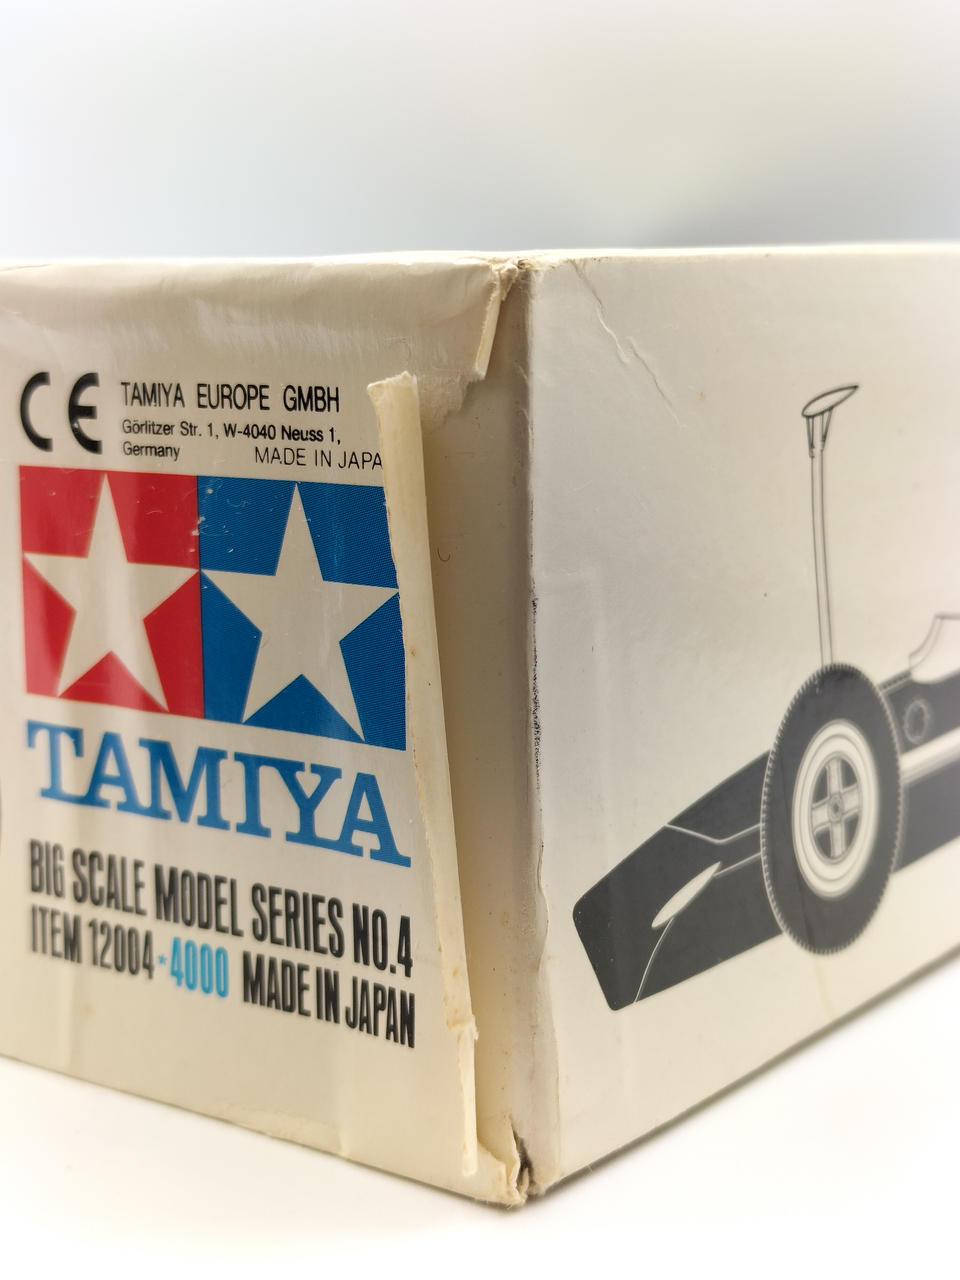 CE TAMIYA EUROPE GMBH
Görlitzer Str. 1, W-4040 Neuss 1,
Germany MADE IN JAPA
TAMIYA
BIG SCALE MODEL SERIES NO.4
ITEM 12004*4000 MADE IN JAPAN